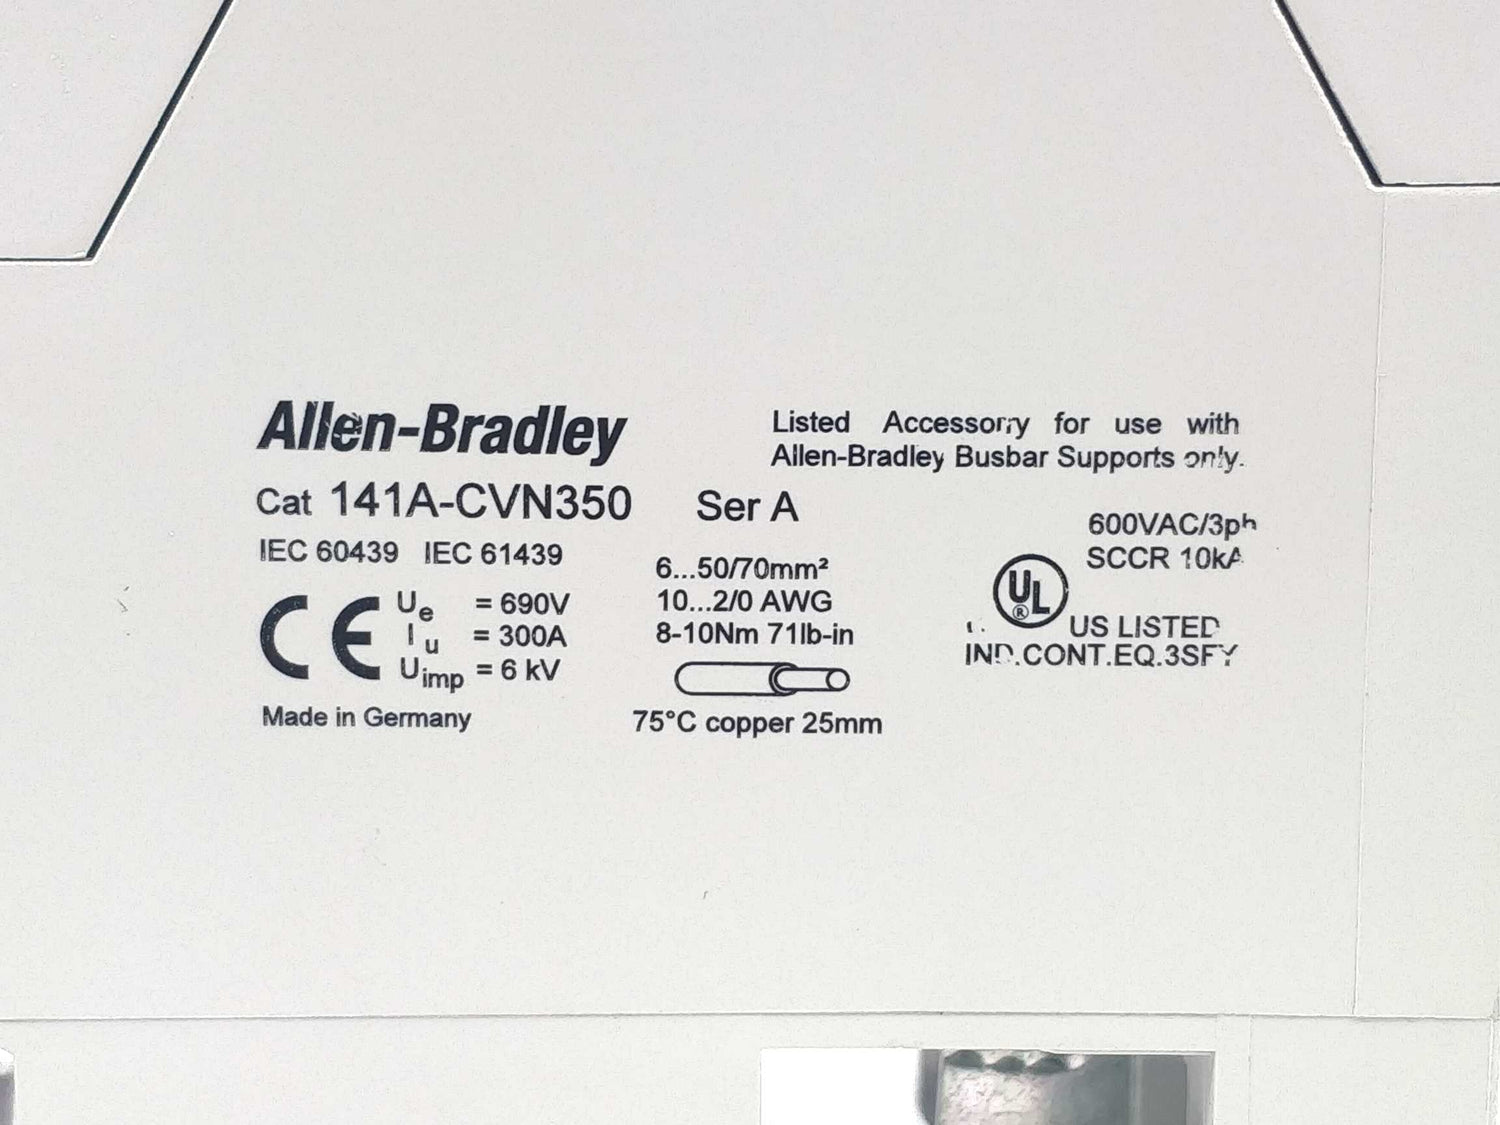 Allen-Bradley
Cat 141A-CVN350 Ser A
IEC 60439 IEC 61439
CE
Ue = 690V
Iu = 300A
Uimp = 6 kV
Made in Germany
6...50/70mm²
10...2/0 AWG
8-10Nm 71lb-in
75°C copper 25mm
Listed Accessory for use with
Allen-Bradley Busbar Supports only.
600VAC/3ph
SCCR 10kA
UL ®
US LISTED
IND.CONT.EQ.3SFY